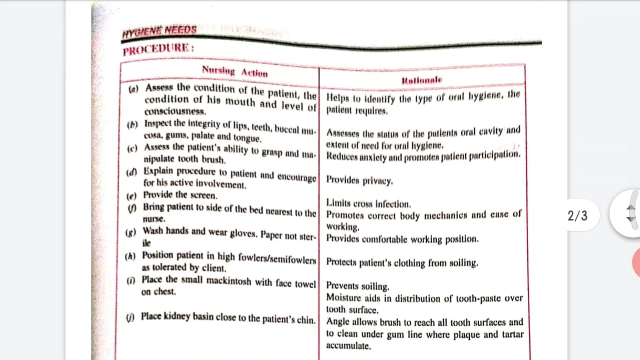 HYGIENE NEEDS
PROCEDURE :
Nursing Action
Rationale
(a) Assess the condition of the patient, the
condition of his mouth and level of
consciousness.
Helps to identify the type of oral hygiene, the
patient requires.
(b) Inspect the integrity of lips, teeth, buccal mu-
cosa, gums, palate and tongue.
Assesses the status of the patients oral cavity and
extent of need for oral hygiene.
(c) Assess the patient's ability to grasp and ma-
nipulate tooth brush.
Reduces anxiety and promotes patient participation.
(d) Explain procedure to patient and encourage
for his active involvement.
Provides privacy.
(e) Provide the screen.
Limits cross infection.
(f) Bring patient to side of the bed nearest to the
nurse.
Promotes correct body mechanics and ease of
working.
(g) Wash hands and wear gloves. Paper not ster-
ile
Provides comfortable working position.
(h) Position patient in high fowlers/semifowlers
as tolerated by client.
Protects patient's clothing from soiling.
(i) Place the small mackintosh with face towel
on chest.
Prevents soiling.
Moisture aids in distribution of tooth-paste over
tooth surface.
(j) Place kidney basin close to the patient's chin.
Angle allows brush to reach all tooth surfaces and
to clean under gum line where plaque and tartar
accumulate.
2/3